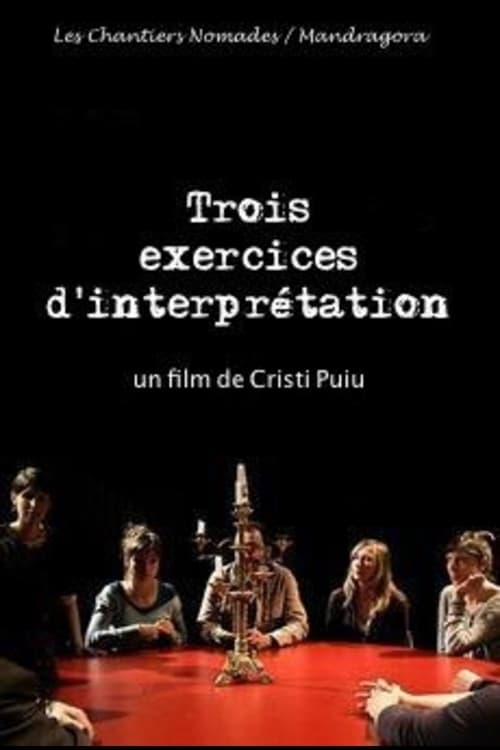 Les Chantiers Nomades / Mandragora
Trois
exercices
d'interprétation
un film de Cristi Puiu